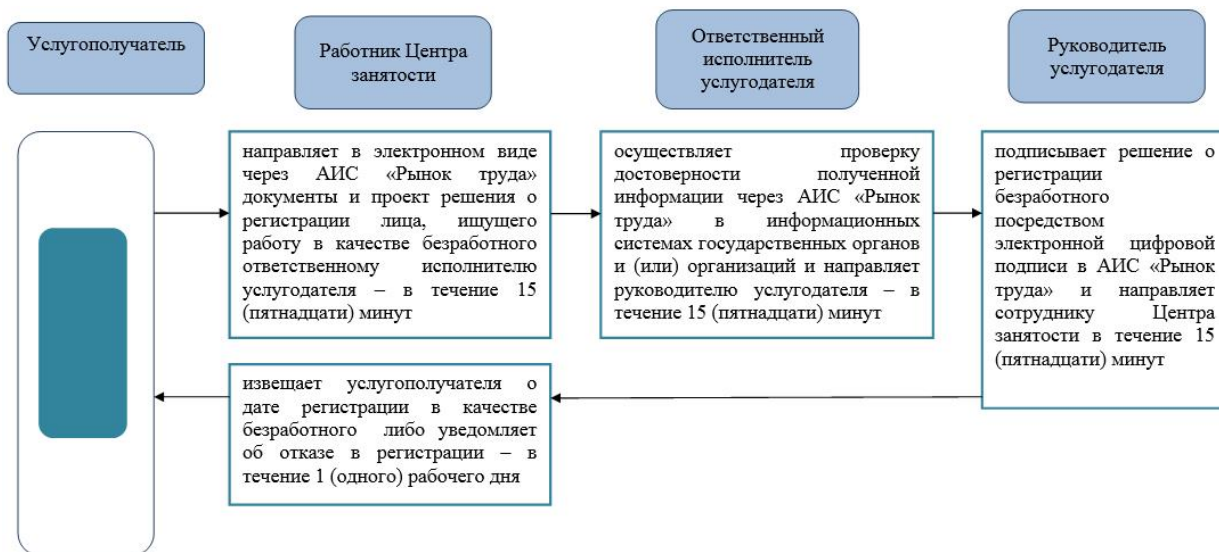 Услугополучатель
Работник Центра
занятости
Ответственный
исполнитель
услугодателя
Руководитель
услугодателя
направляет в электронном виде
через АИС «Рынок труда»
документы и проект решения о
регистрации лица, ищущего
работу в качестве безработного
ответственному исполнителю
услугодателя – в течение 15
(пятнадцати) минут
осуществляет проверку
достоверности полученной
информации через АИС «Рынок
труда» в информационных
системах государственных органов
и (или) организаций и направляет
руководителю услугодателя – в
течение 15 (пятнадцати) минут
подписывает решение о
регистрации
безработного
посредством
электронной цифровой
подписи в АИС «Рынок
труда» и направляет
сотруднику Центра
занятости в течение 15
(пятнадцати) минут
извещает услугополучателя о
дате регистрации в качестве
безработного либо уведомляет
об отказе в регистрации – в
течение 1 (одного) рабочего дня